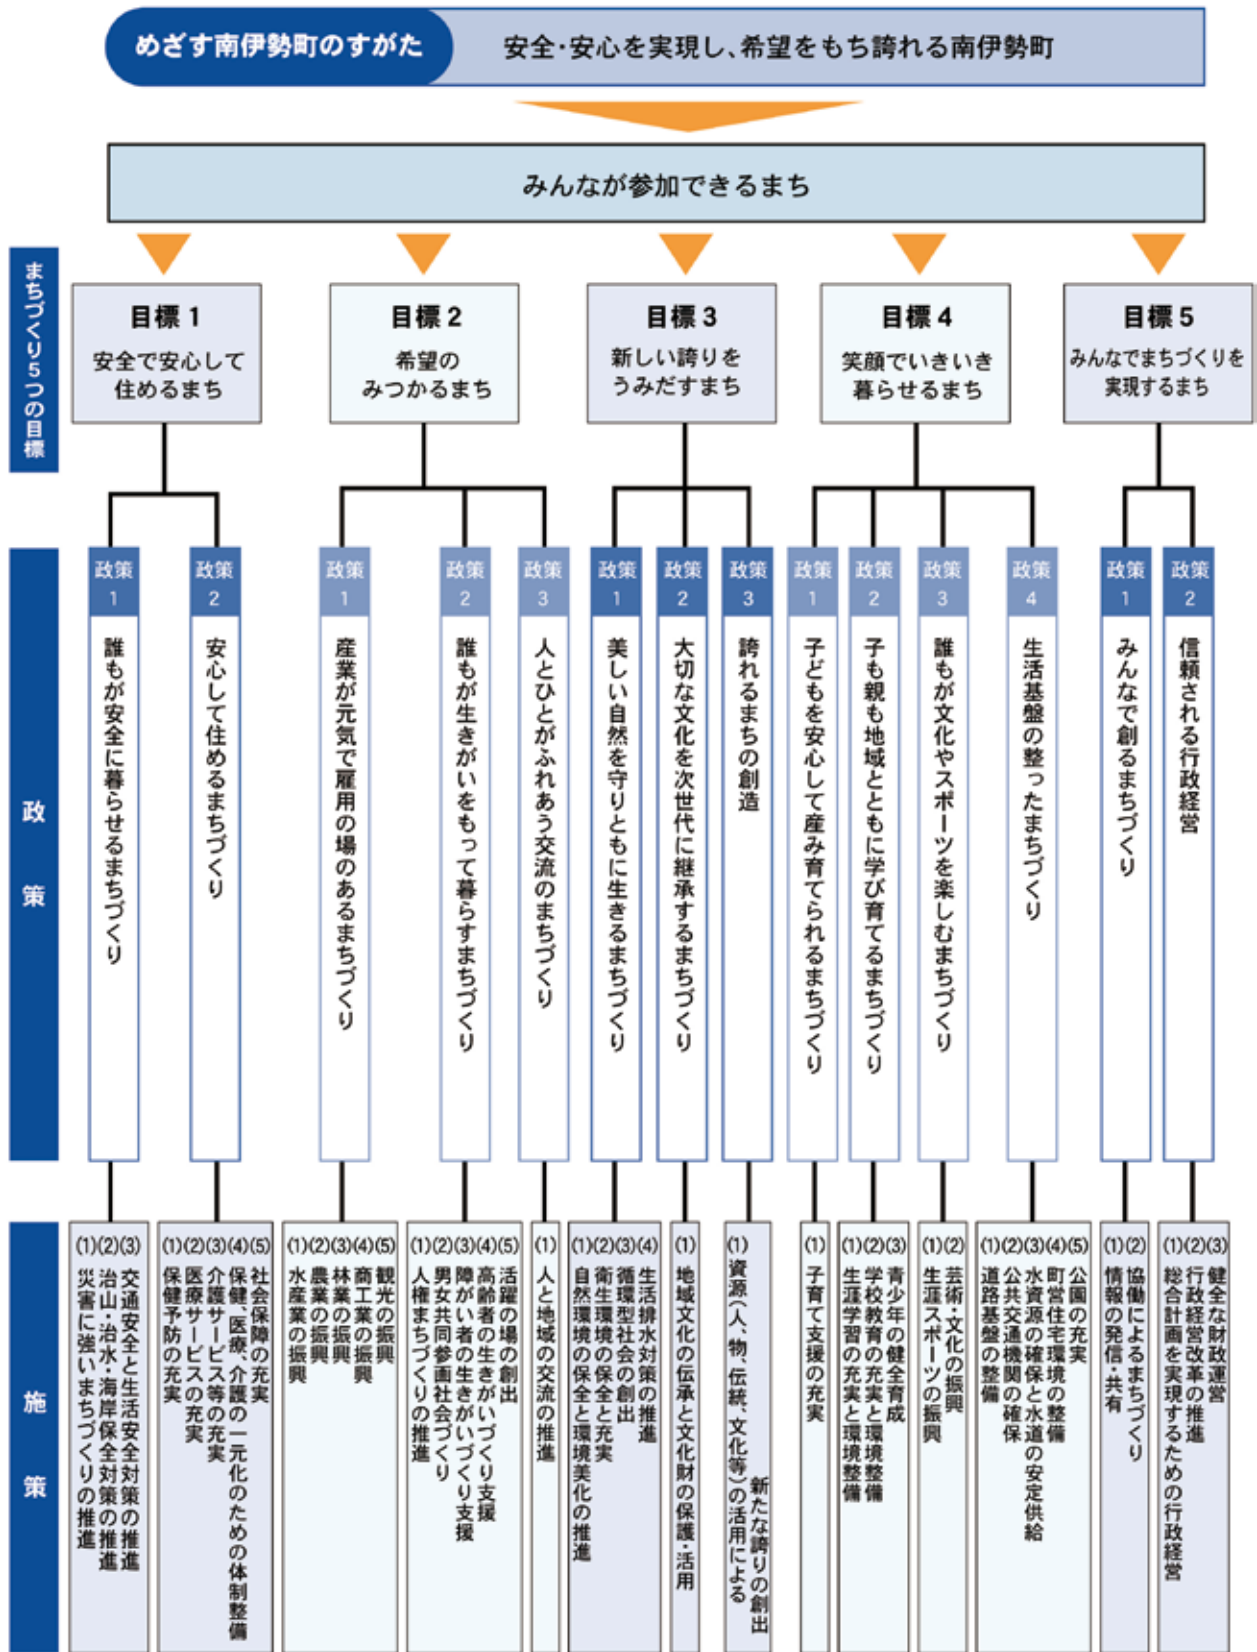 めざす南伊勢町のすがた
安全・安心を実現し、希望をもち誇れる南伊勢町
みんなが参加できるまち
まちづくり5つの目標
目標 1
安全で安心して
住めるまち
目標 2
希望の
みつかるまち
目標 3
新しい誇りを
うみだすまち
目標 4
笑顔でいきいき
暮らせるまち
目標 5
みんなでまちづくりを
実現するまち
政策
政策
1
誰もが安全に暮らせるまちづくり
政策
2
安心して住めるまちづくり
政策
1
産業が元気で雇用の場のあるまちづくり
政策
2
誰もが生きがいをもって暮らすまちづくり
政策
3
人とひとがふれあう交流のまちづくり
政策
1
美しい自然を守りともに生きるまちづくり
政策
2
大切な文化を次世代に継承するまちづくり
政策
3
誇れるまちの創造
政策
1
子どもを安心して産み育てられるまちづくり
政策
2
子も親も地域とともに学び育てるまちづくり
政策
3
誰もが文化やスポーツを楽しむまちづくり
政策
4
生活基盤の整ったまちづくり
政策
1
みんなで創るまちづくり
政策
2
信頼される行政経営
施策
(1)災害に強いまちづくりの推進
(2)治山・治水・海岸保全対策の推進
(3)交通安全と生活安全対策の推進
(1)保健予防の充実
(2)医療サービスの充実
(3)介護サービス等の充実
(4)保健、医療、介護の一元化のための体制整備
(5)社会保障の充実
(1)水産業の振興
(2)農業の振興
(3)林業の振興
(4)商工業の振興
(5)観光の振興
(1)人権まちづくりの推進
(2)男女共同参画社会づくり
(3)障がい者の生きがいづくり支援
(4)高齢者の生きがいづくり支援
(5)活躍の場の創出
(1)人と地域の交流の推進
(1)自然環境の保全と環境美化の推進
(2)衛生環境の保全と充実
(3)循環型社会の創出
(4)生活排水対策の推進
(1)地域文化の伝承と文化財の保護・活用
(1)資源(人、物、伝統、文化等)の活用による
新たな誇りの創出
(1)子育て支援の充実
(1)生涯学習の充実と環境整備
(2)学校教育の充実と環境整備
(3)青少年の健全育成
(1)生涯スポーツの振興
(2)芸術・文化の振興
(1)道路基盤の整備
(2)公共交通機関の確保
(3)水資源の確保と水道の安定供給
(4)町営住宅環境の整備
(5)公園の充実
(1)情報の発信・共有
(2)協働によるまちづくり
(1)総合計画を実現するための行政経営
(2)行政経営改革の推進
(3)健全な財政運営